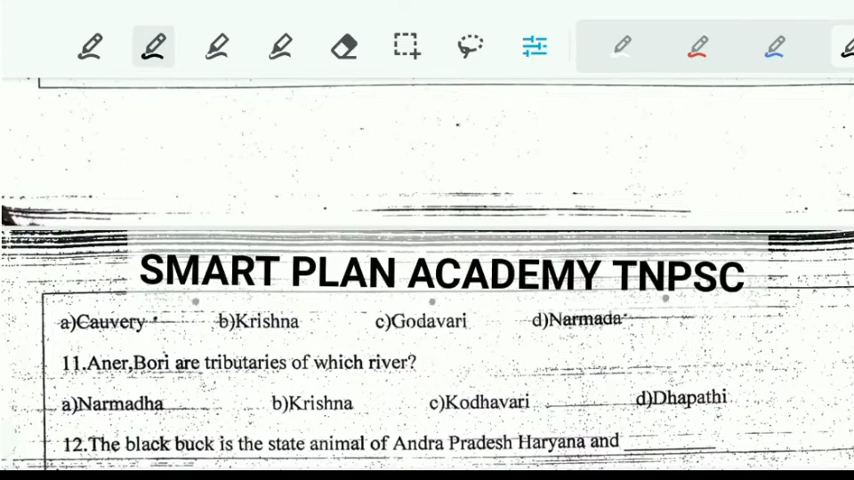 SMART PLAN ACADEMY TNPSC
a)Cauvery b)Krishna c)Godavari d)Narmada
11.Aner,Bori are tributaries of which river?
a)Narmadha b)Krishna c)Kodhavari d)Dhapathi
12.The black buck is the state animal of Andra Pradesh Haryana and ________